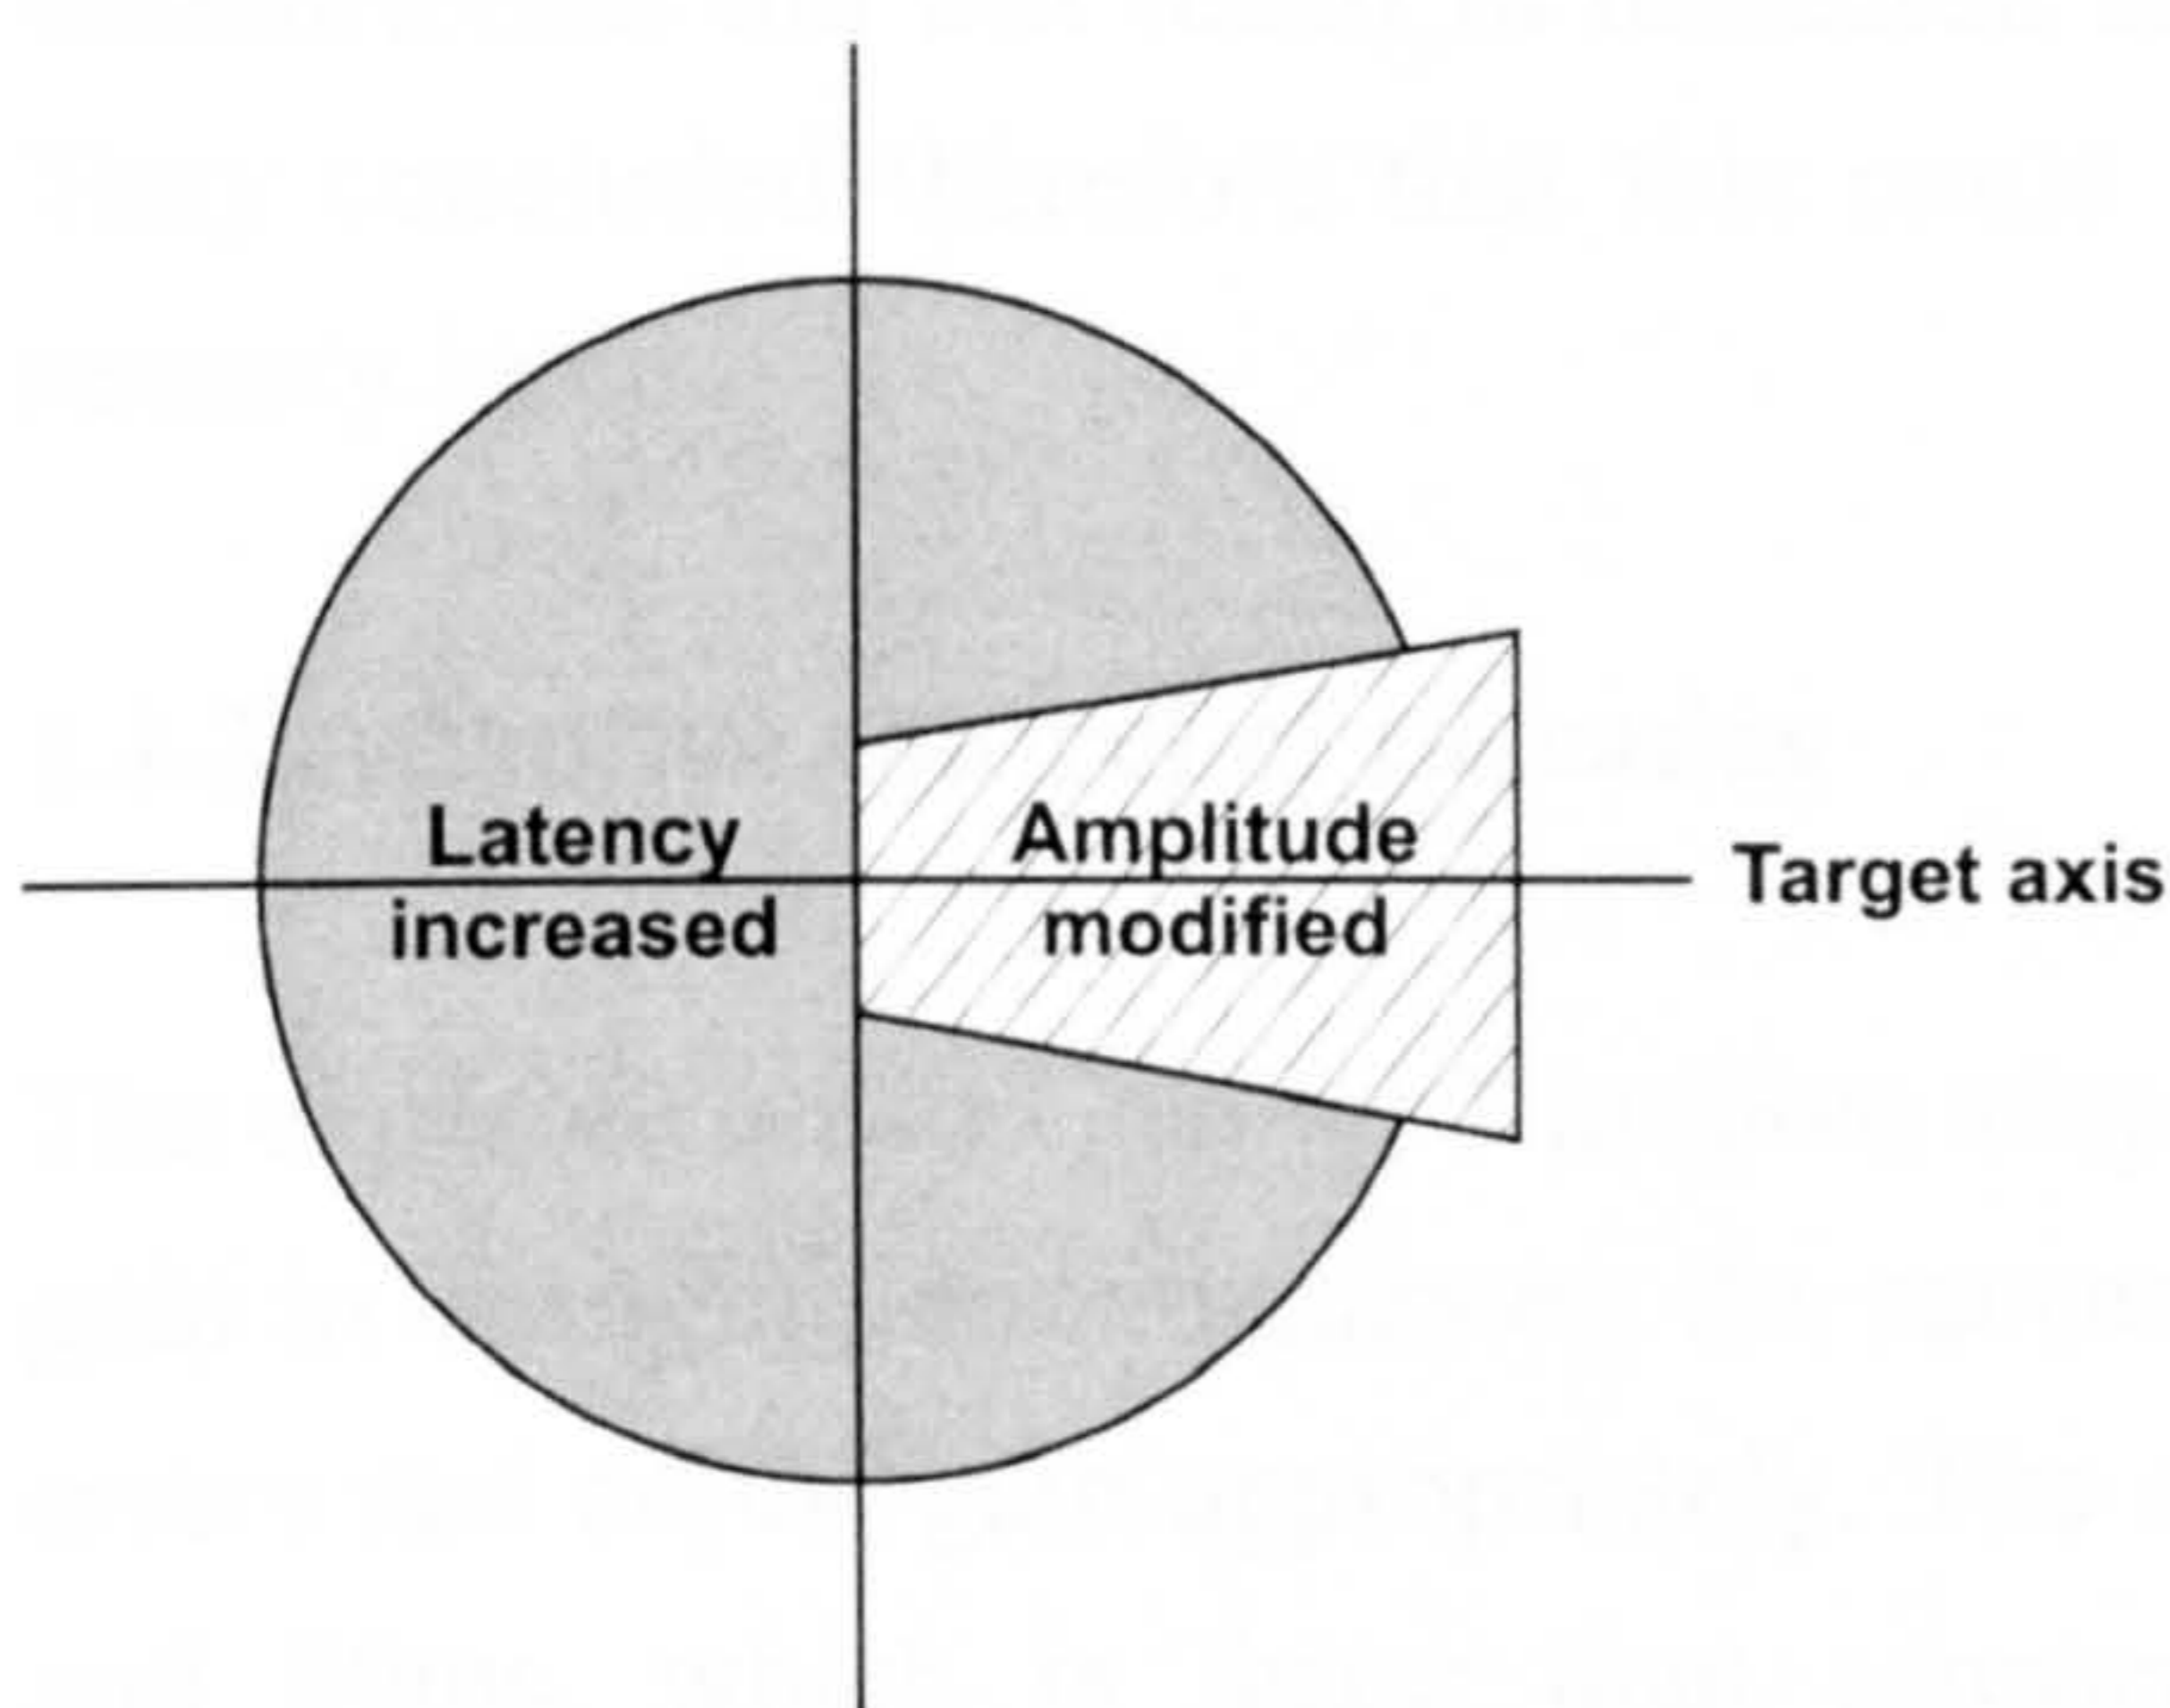 Latency
increased
Amplitude
modified
Target axis